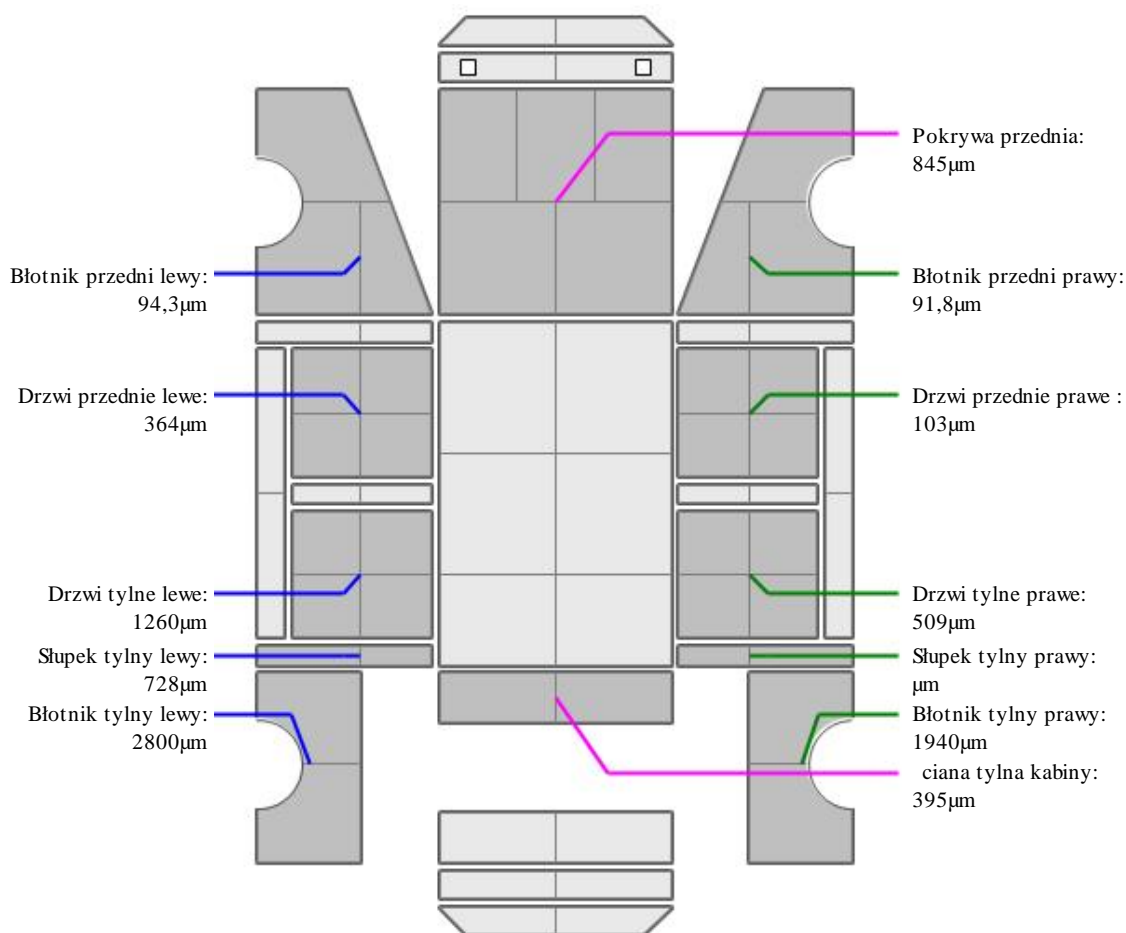 Pokrywa przednia:
845µm
Błotnik przedni lewy:
94,3µm
Błotnik przedni prawy:
91,8µm
Drzwi przednie lewe:
364µm
Drzwi przednie prawe :
103µm
Drzwi tylne lewe:
1260µm
Drzwi tylne prawe:
509µm
Słupek tylny lewy:
728µm
Słupek tylny prawy:
µm
Błotnik tylny lewy:
2800µm
Błotnik tylny prawy:
1940µm
ciana tylna kabiny:
395µm